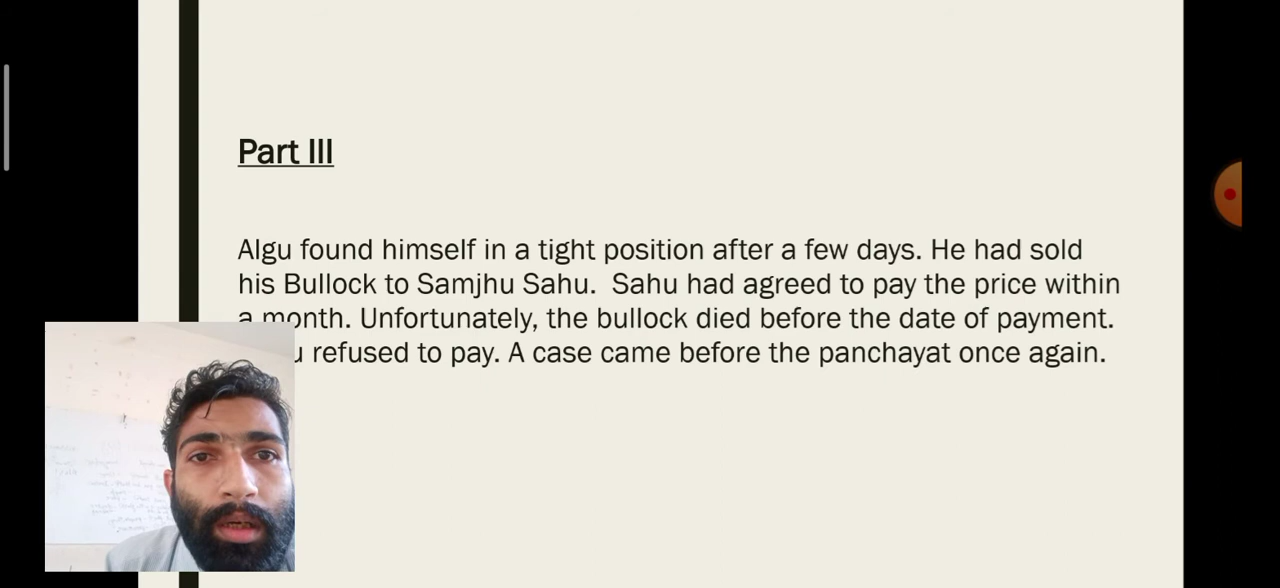 Part III
Algu found himself in a tight position after a few days. He had sold
his Bullock to Samjhu Sahu.  Sahu had agreed to pay the price within
a month. Unfortunately, the bullock died before the date of payment.
refused to pay. A case came before the panchayat once again.